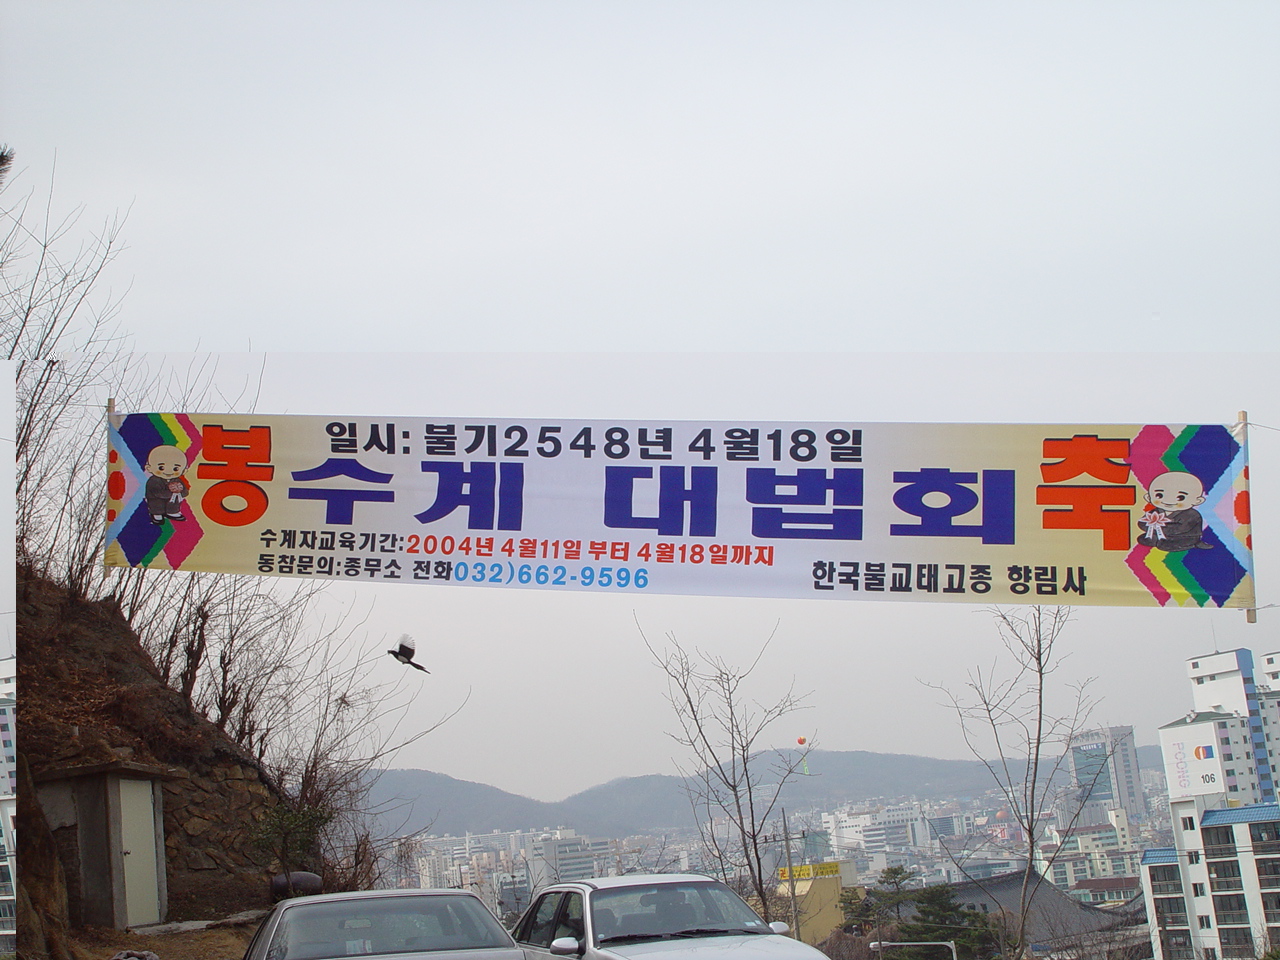 일시: 불기2548년 4월18일
봉 수계 대법회 축
수계자교육기간:2004년 4월11일 부터 4월18일까지
동참문의:종무소 전화032)662-9596
한국불교태고종 향림사
106